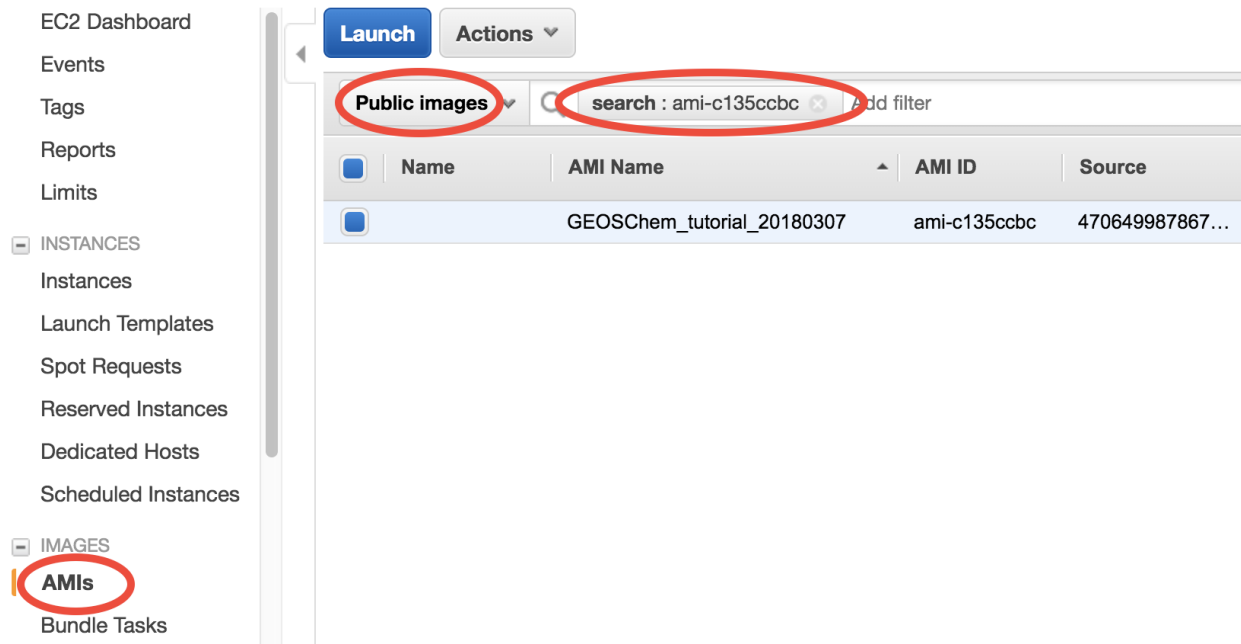 EC2 Dashboard
Events
Tags
Reports
Limits
INSTANCES
Instances
Launch Templates
Spot Requests
Reserved Instances
Dedicated Hosts
Scheduled Instances
IMAGES
AMIs
Bundle Tasks
Launch Actions
Public images search : ami-c135ccbc Add filter
Name AMI Name AMI ID Source
GEOSChem_tutorial_20180307 ami-c135ccbc 470649987867...